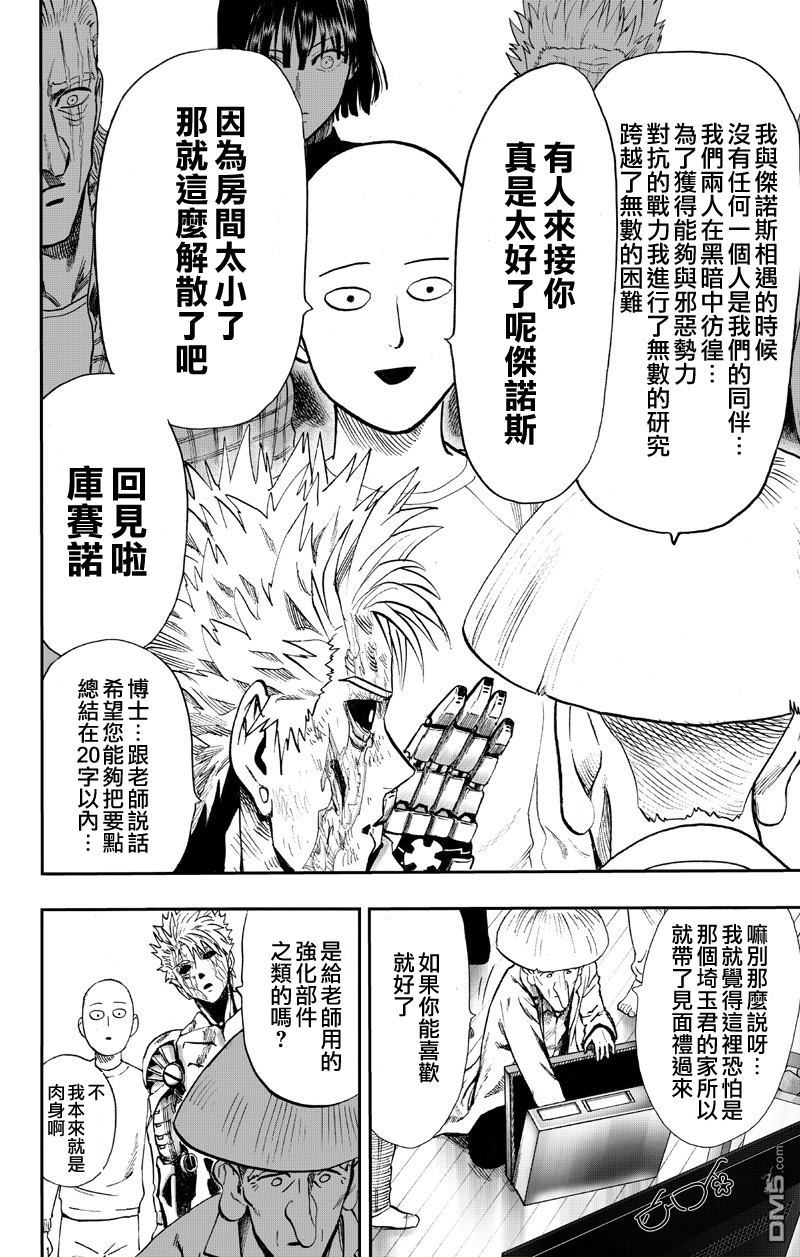 我與傑諾斯相遇的時候
沒有任何一個人是我們的同伴…
我們兩人在黑暗中彷徨…
為了獲得能夠與邪惡勢力
對抗的戰力我進行了無數的研究
跨越了無數的困難
有人來接你
真是太好了呢傑諾斯
因為房間太小了
那就這麼解散了吧
回見啦
庫賽諾
博士…跟老師說話
希望您能夠把要點
總結在20字以內…
嘛別那麼說呀…
我就覺得這裡恐怕是
那個埼玉君的家所以
就帶了見面禮過來
如果你能喜歡
就好了
是給老師用的
強化部件
之類的嗎？
不
我本來就是
肉身啊
DM5.com